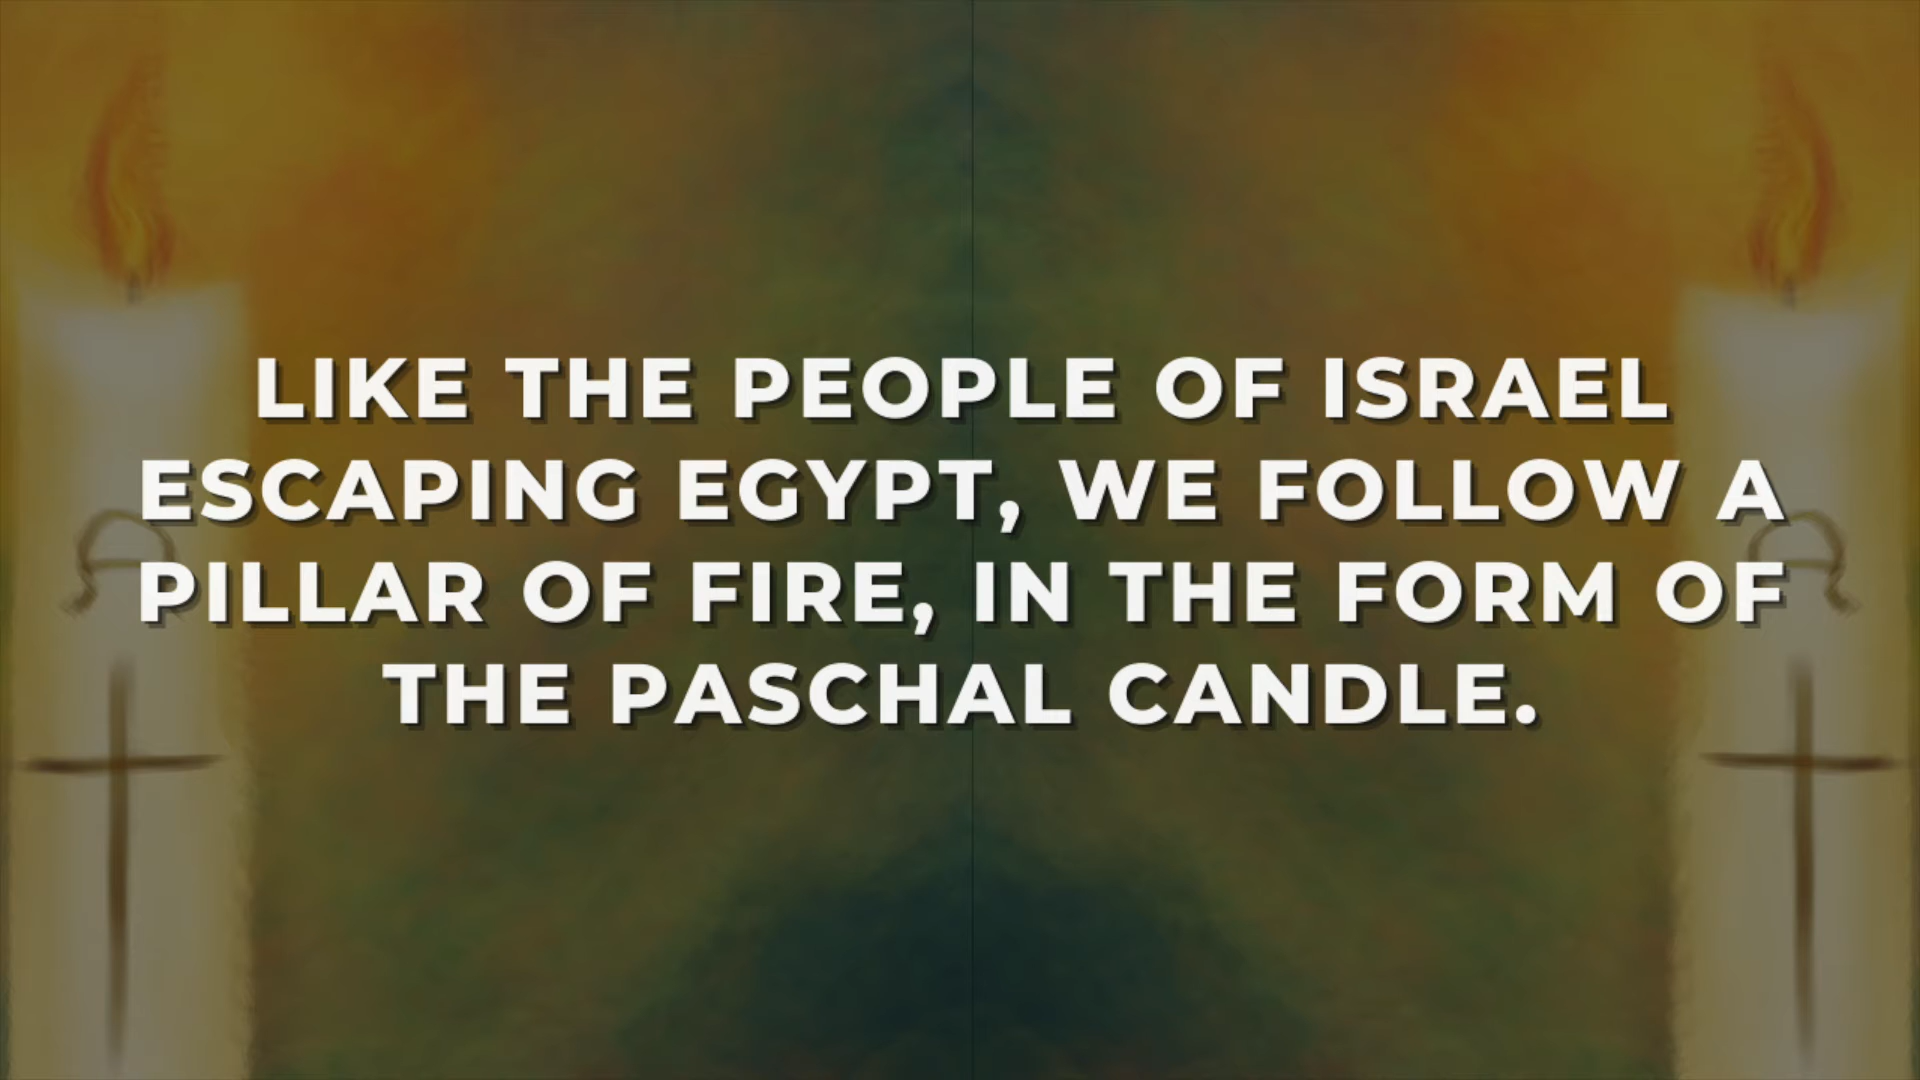 LIKE THE PEOPLE OF ISRAEL
ESCAPING EGYPT, WE FOLLOW A
PILLAR OF FIRE, IN THE FORM OF
THE PASCHAL CANDLE.